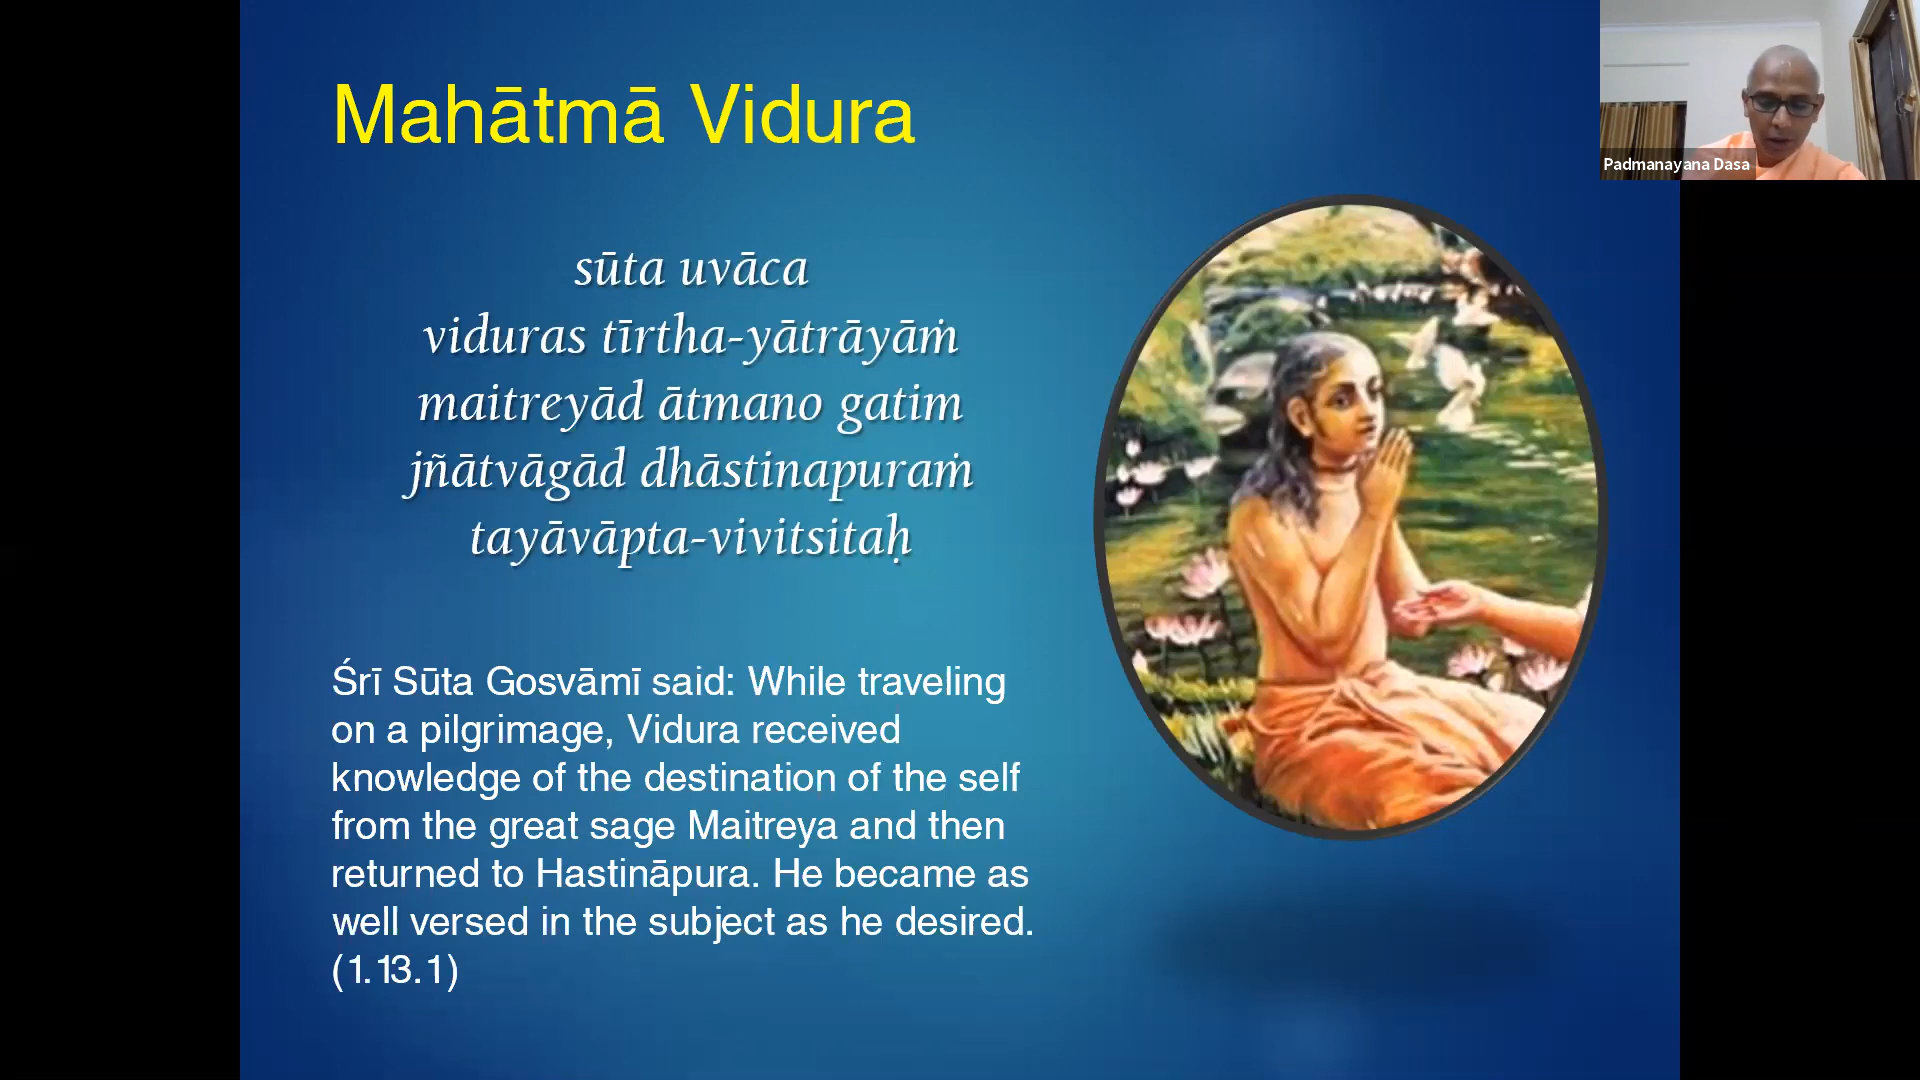 Mahātmā Vidura
Padmanayana Dasa
sūta uvāca
viduras tīrtha-yātrāyāṁ
maitreyād ātmano gatim
jñātvāgād dhāstinapuraṁ
tayāvāpta-vivitsitaḥ
Śrī Sūta Gosvāmī said: While traveling
on a pilgrimage, Vidura received
knowledge of the destination of the self
from the great sage Maitreya and then
returned to Hastināpura. He became as
well versed in the subject as he desired.
(1.13.1)